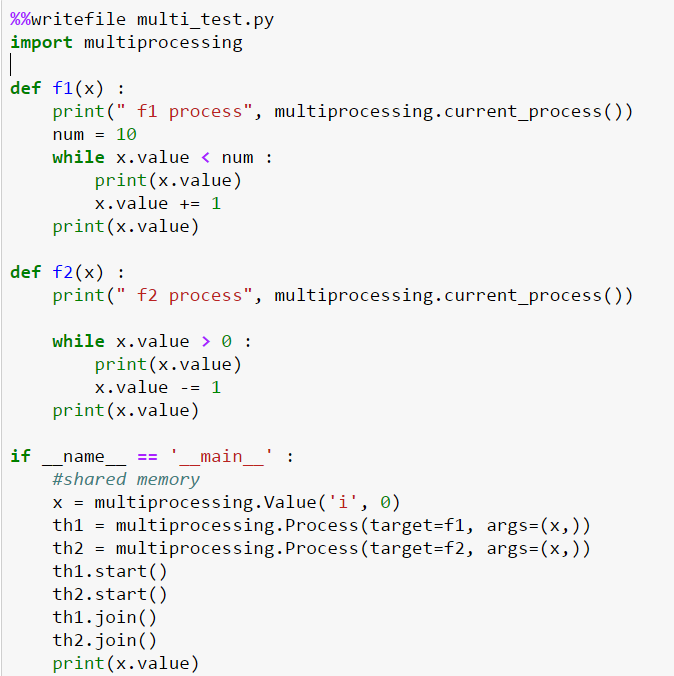 %%writefile multi_test.py
import multiprocessing
def f1(x) :
    print(" f1 process", multiprocessing.current_process())
    num = 10
    while x.value < num :
        print(x.value)
        x.value += 1
    print(x.value)
def f2(x) :
    print(" f2 process", multiprocessing.current_process())
    while x.value > 0 :
        print(x.value)
        x.value -= 1
    print(x.value)
if __name__ == '__main__' :
    #shared memory
    x = multiprocessing.Value('i', 0)
    th1 = multiprocessing.Process(target=f1, args=(x,))
    th2 = multiprocessing.Process(target=f2, args=(x,))
    th1.start()
    th2.start()
    th1.join()
    th2.join()
    print(x.value)